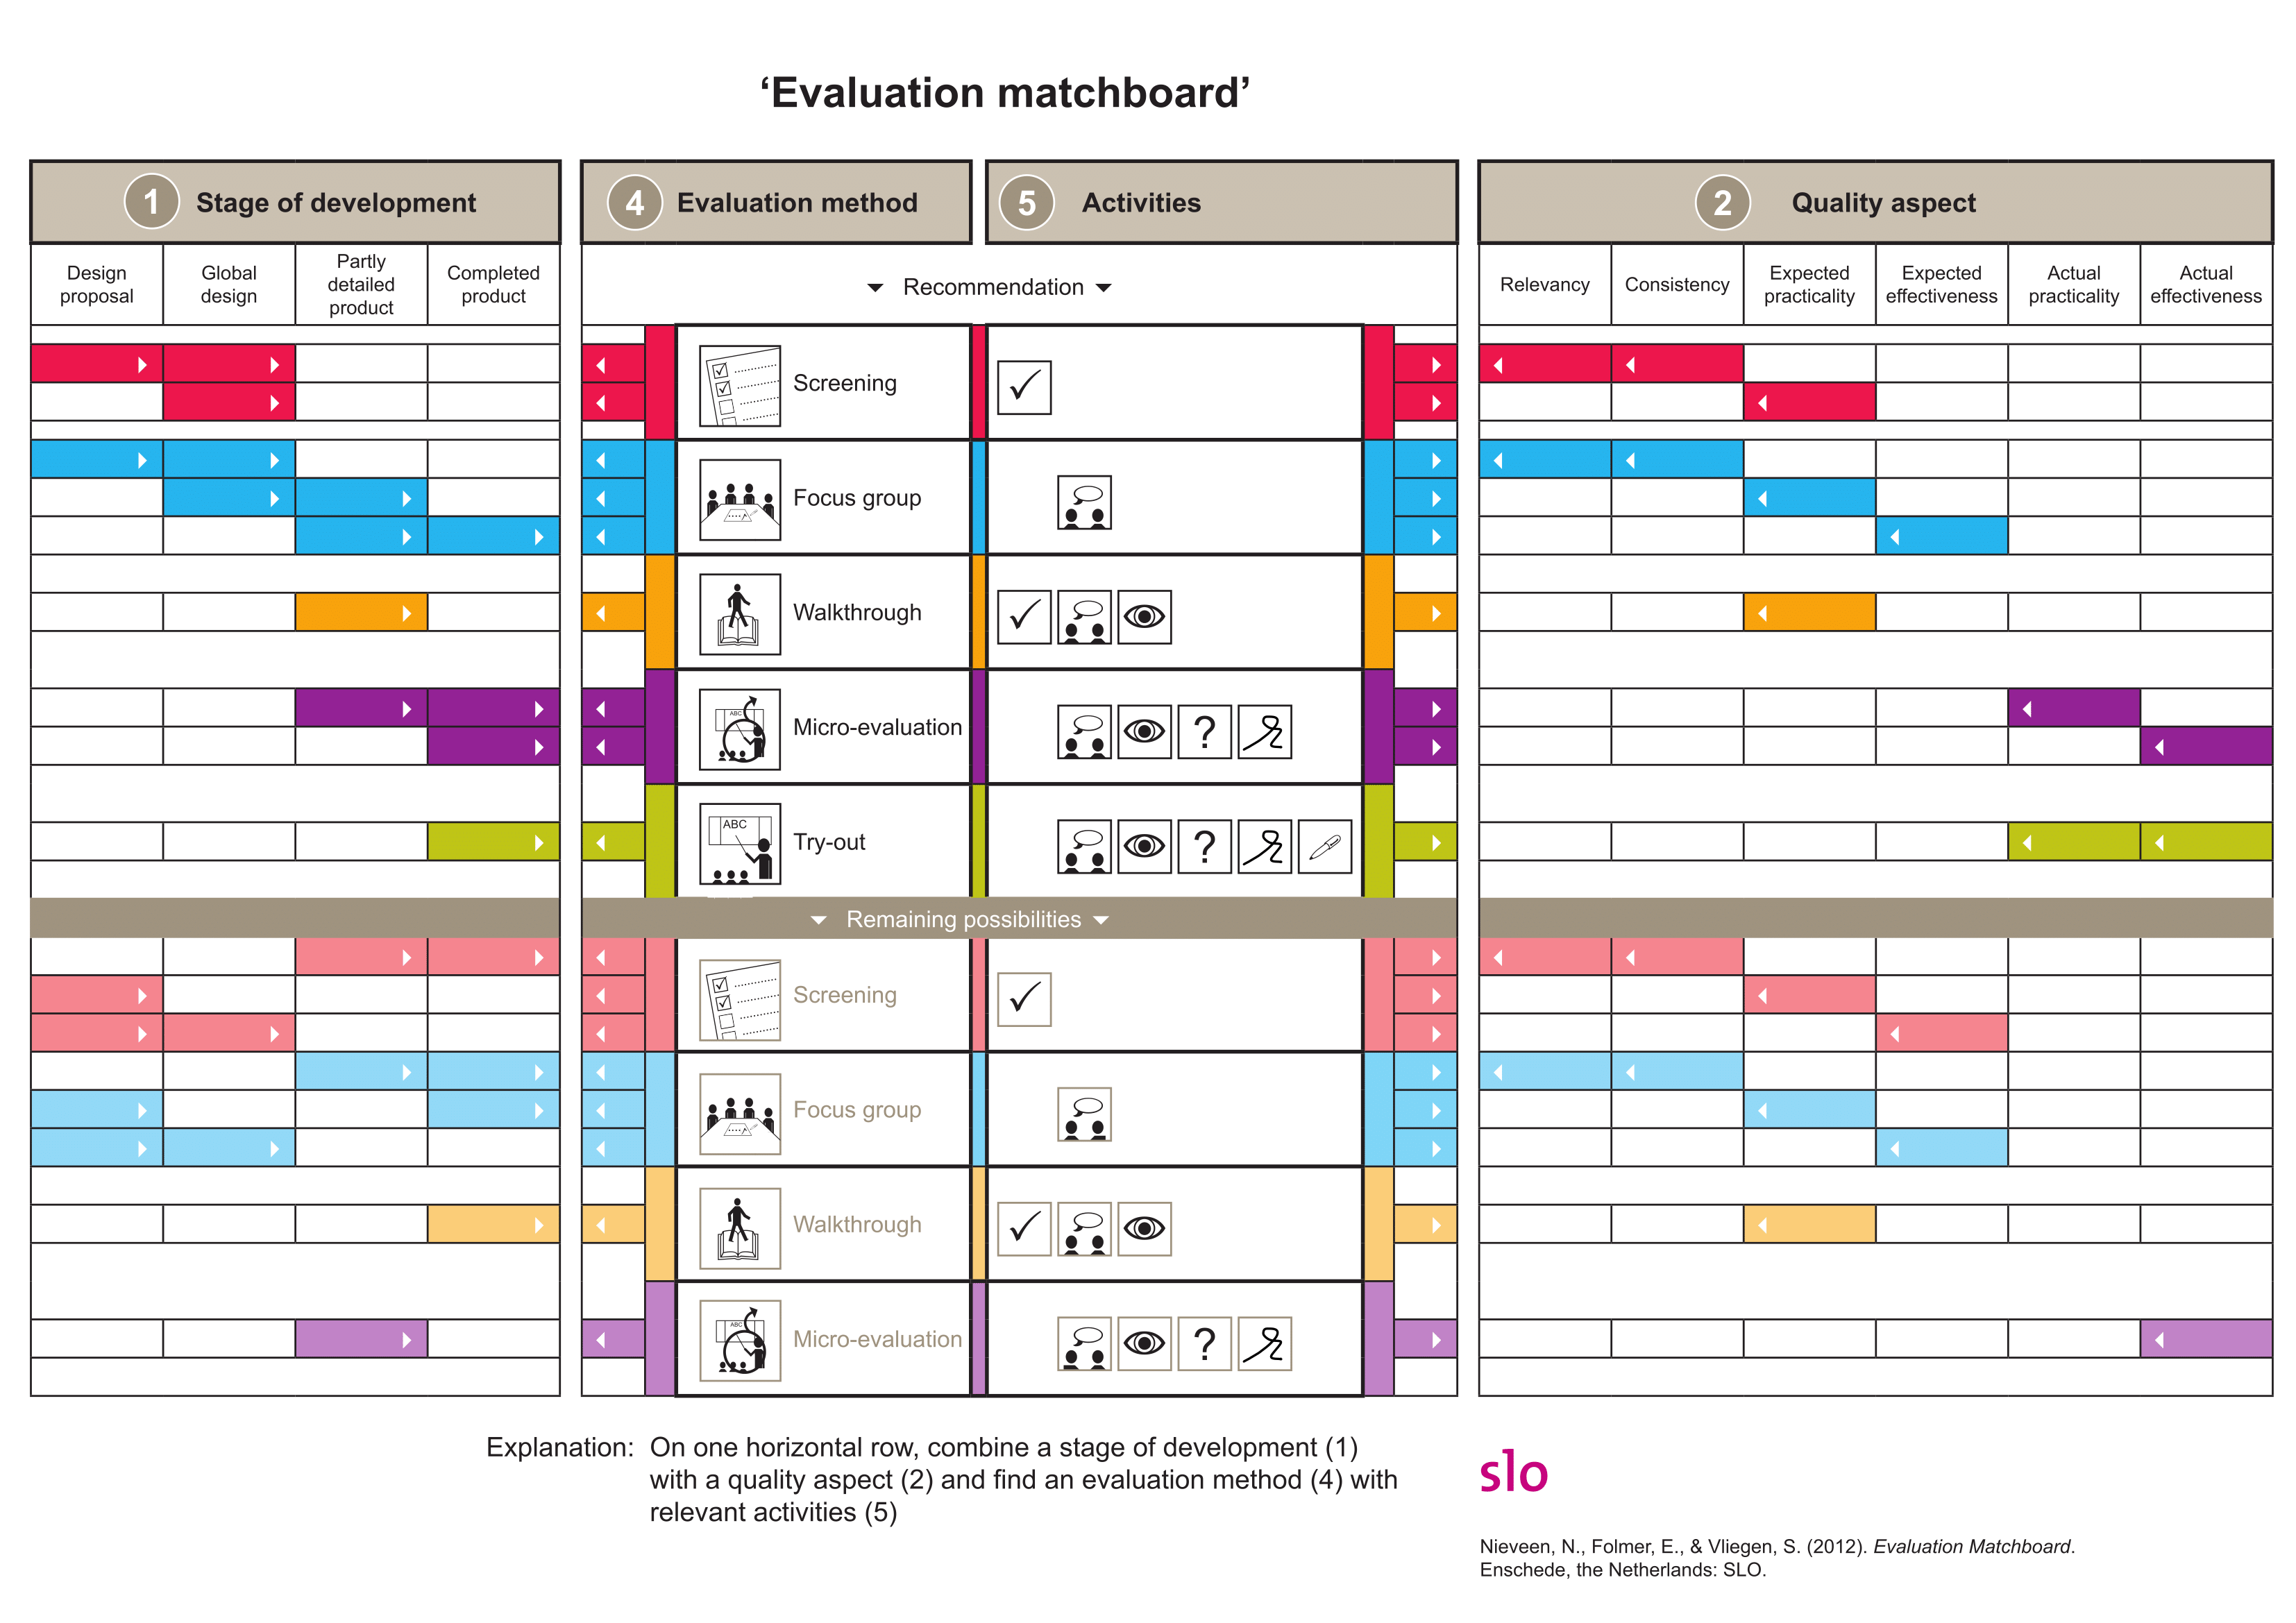 ‘Evaluation matchboard’
1 Stage of development
4 Evaluation method
5 Activities
2 Quality aspect
Design
proposal
Global
design
Partly
detailed
product
Completed
product
Recommendation
Relevancy
Consistency
Expected
practicality
Expected
effectiveness
Actual
practicality
Actual
effectiveness
Screening
Focus group
Walkthrough
ABC
Micro-evaluation
?
ABC
Try-out
?
Remaining possibilities
Screening
Focus group
Walkthrough
ABC
Micro-evaluation
?
Explanation: On one horizontal row, combine a stage of development (1)
with a quality aspect (2) and find an evaluation method (4) with
relevant activities (5)
slo
Nieveen, N., Folmer, E., & Vliegen, S. (2012). Evaluation Matchboard.
Enschede, the Netherlands: SLO.